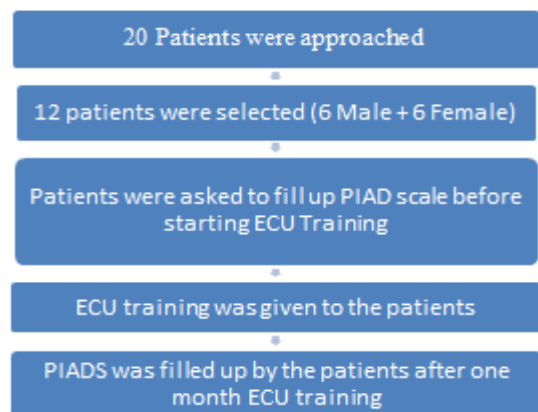 20 Patients were approached
12 patients were selected (6 Male + 6 Female)
Patients were asked to fill up PIAD scale before
starting ECU Training
ECU training was given to the patients
PIADS was filled up by the patients after one
month ECU training